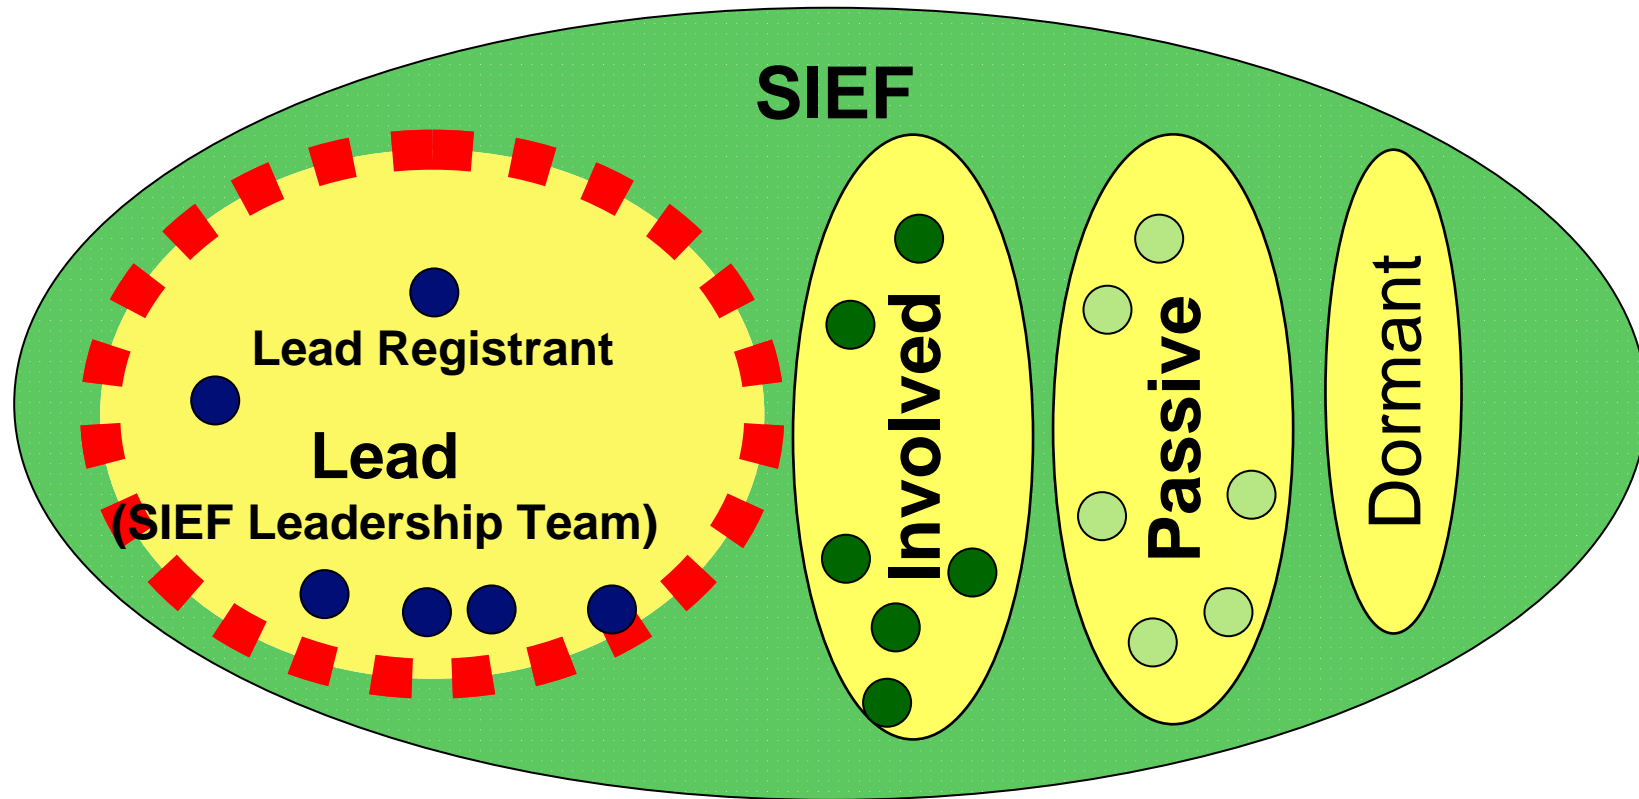 SIEF
Lead Registrant
Lead
(SIEF Leadership Team)
Involved
Passive
Dormant